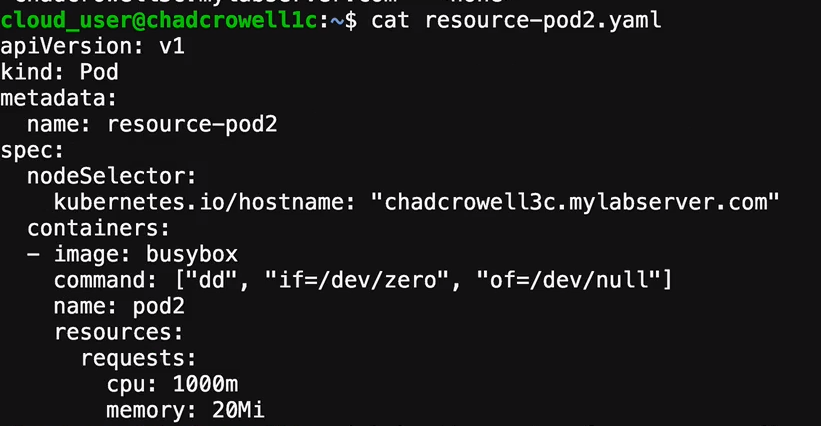 cloud_user@chadcrowell1c:~$ cat resource-pod2.yaml
apiVersion: v1
kind: Pod
metadata:
  name: resource-pod2
spec:
  nodeSelector:
    kubernetes.io/hostname: "chadcrowell3c.mylabserver.com"
  containers:
  - image: busybox
    command: ["dd", "if=/dev/zero", "of=/dev/null"]
    name: pod2
    resources:
      requests:
        cpu: 1000m
        memory: 20Mi